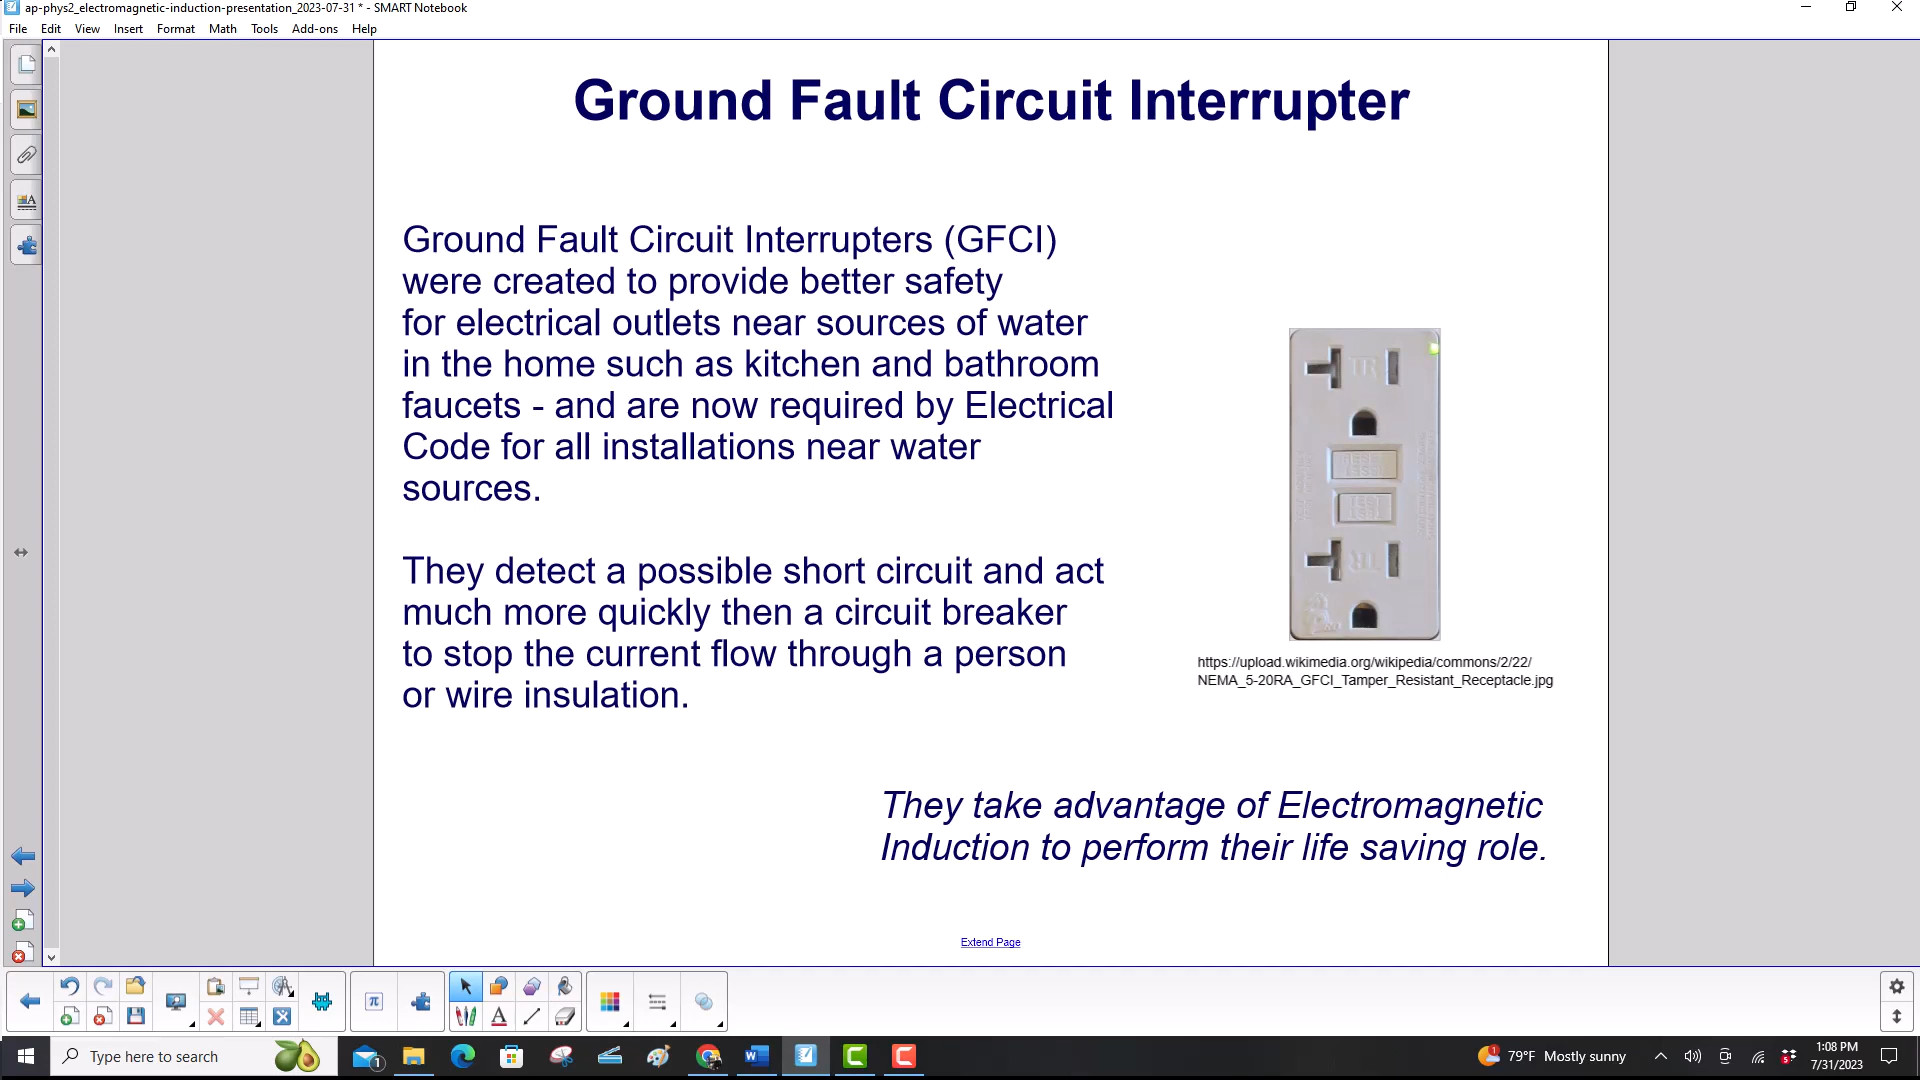 ap-phys2_electromagnetic-induction-presentation_2023-07-31 * - SMART Notebook
File Edit View Insert Format Math Tools Add-ons Help
Ground Fault Circuit Interrupter
Ground Fault Circuit Interrupters (GFCI)
were created to provide better safety
for electrical outlets near sources of water
in the home such as kitchen and bathroom
faucets - and are now required by Electrical
Code for all installations near water
sources.
They detect a possible short circuit and act
much more quickly then a circuit breaker
to stop the current flow through a person
or wire insulation.
TR
TR
https://upload.wikimedia.org/wikipedia/commons/2/22/
NEMA_5-20RA_GFCI_Tamper_Resistant_Receptacle.jpg
They take advantage of Electromagnetic
Induction to perform their life saving role.
Extend Page
Type here to search
1
79°F Mostly sunny
1:08 PM
7/31/2023